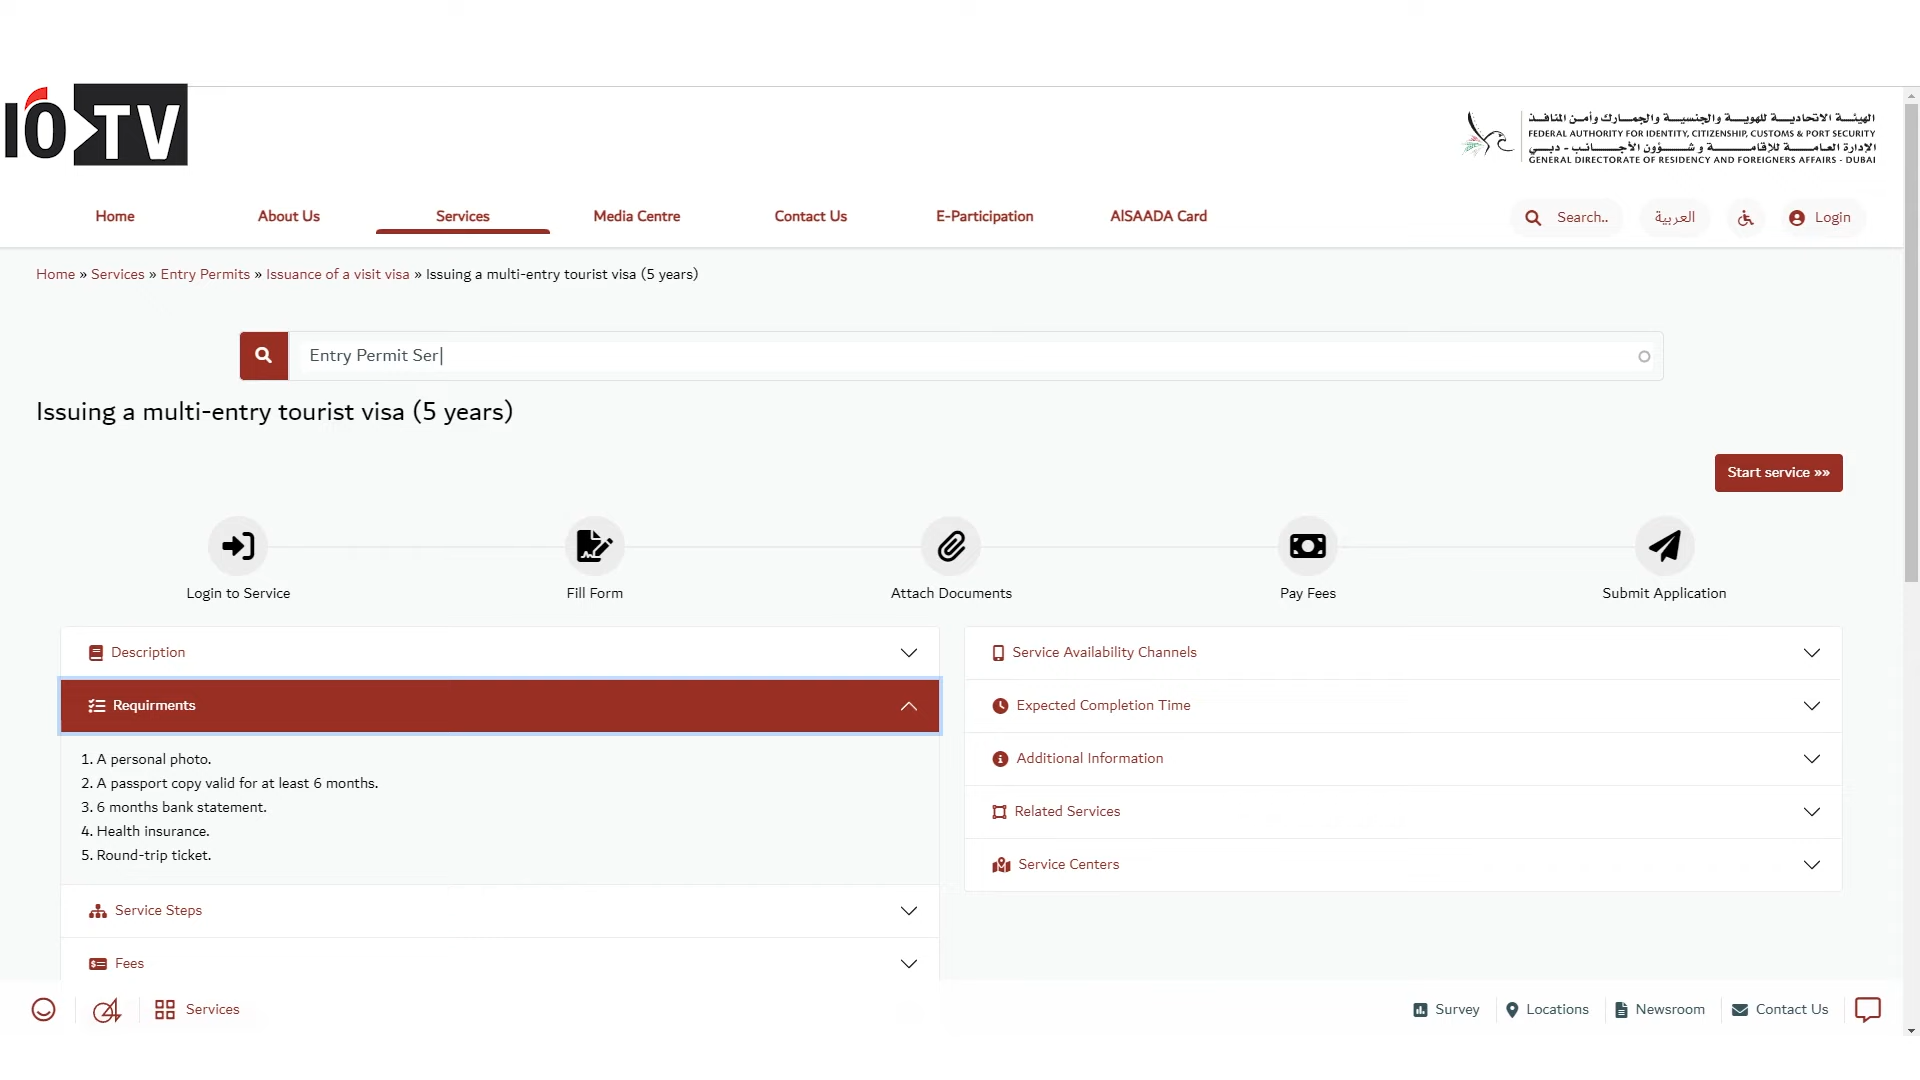 10 TV
الهيئة الاتحادية للهوية والجنسية والجمارك وأمن المنافذ
FEDERAL AUTHORITY FOR IDENTITY, CITIZENSHIP, CUSTOMS & PORT SECURITY
الإدارة العامة للإقامة و شؤون الأجانب - دبي
GENERAL DIRECTORATE OF RESIDENCY AND FOREIGNERS AFFAIRS - DUBAI
Home About Us Services Media Centre Contact Us E-Participation AlSAADA Card Search.. العربية Login
Home » Services » Entry Permits » Issuance of a visit visa » Issuing a multi-entry tourist visa (5 years)
Entry Permit Ser
Issuing a multi-entry tourist visa (5 years)
Start service »»
Login to Service Fill Form Attach Documents Pay Fees Submit Application
Description
Requirments
1. A personal photo.
2. A passport copy valid for at least 6 months.
3. 6 months bank statement.
4. Health insurance.
5. Round-trip ticket.
Service Steps
Fees
Service Availability Channels
Expected Completion Time
Additional Information
Related Services
Service Centers
Services Survey Locations Newsroom Contact Us